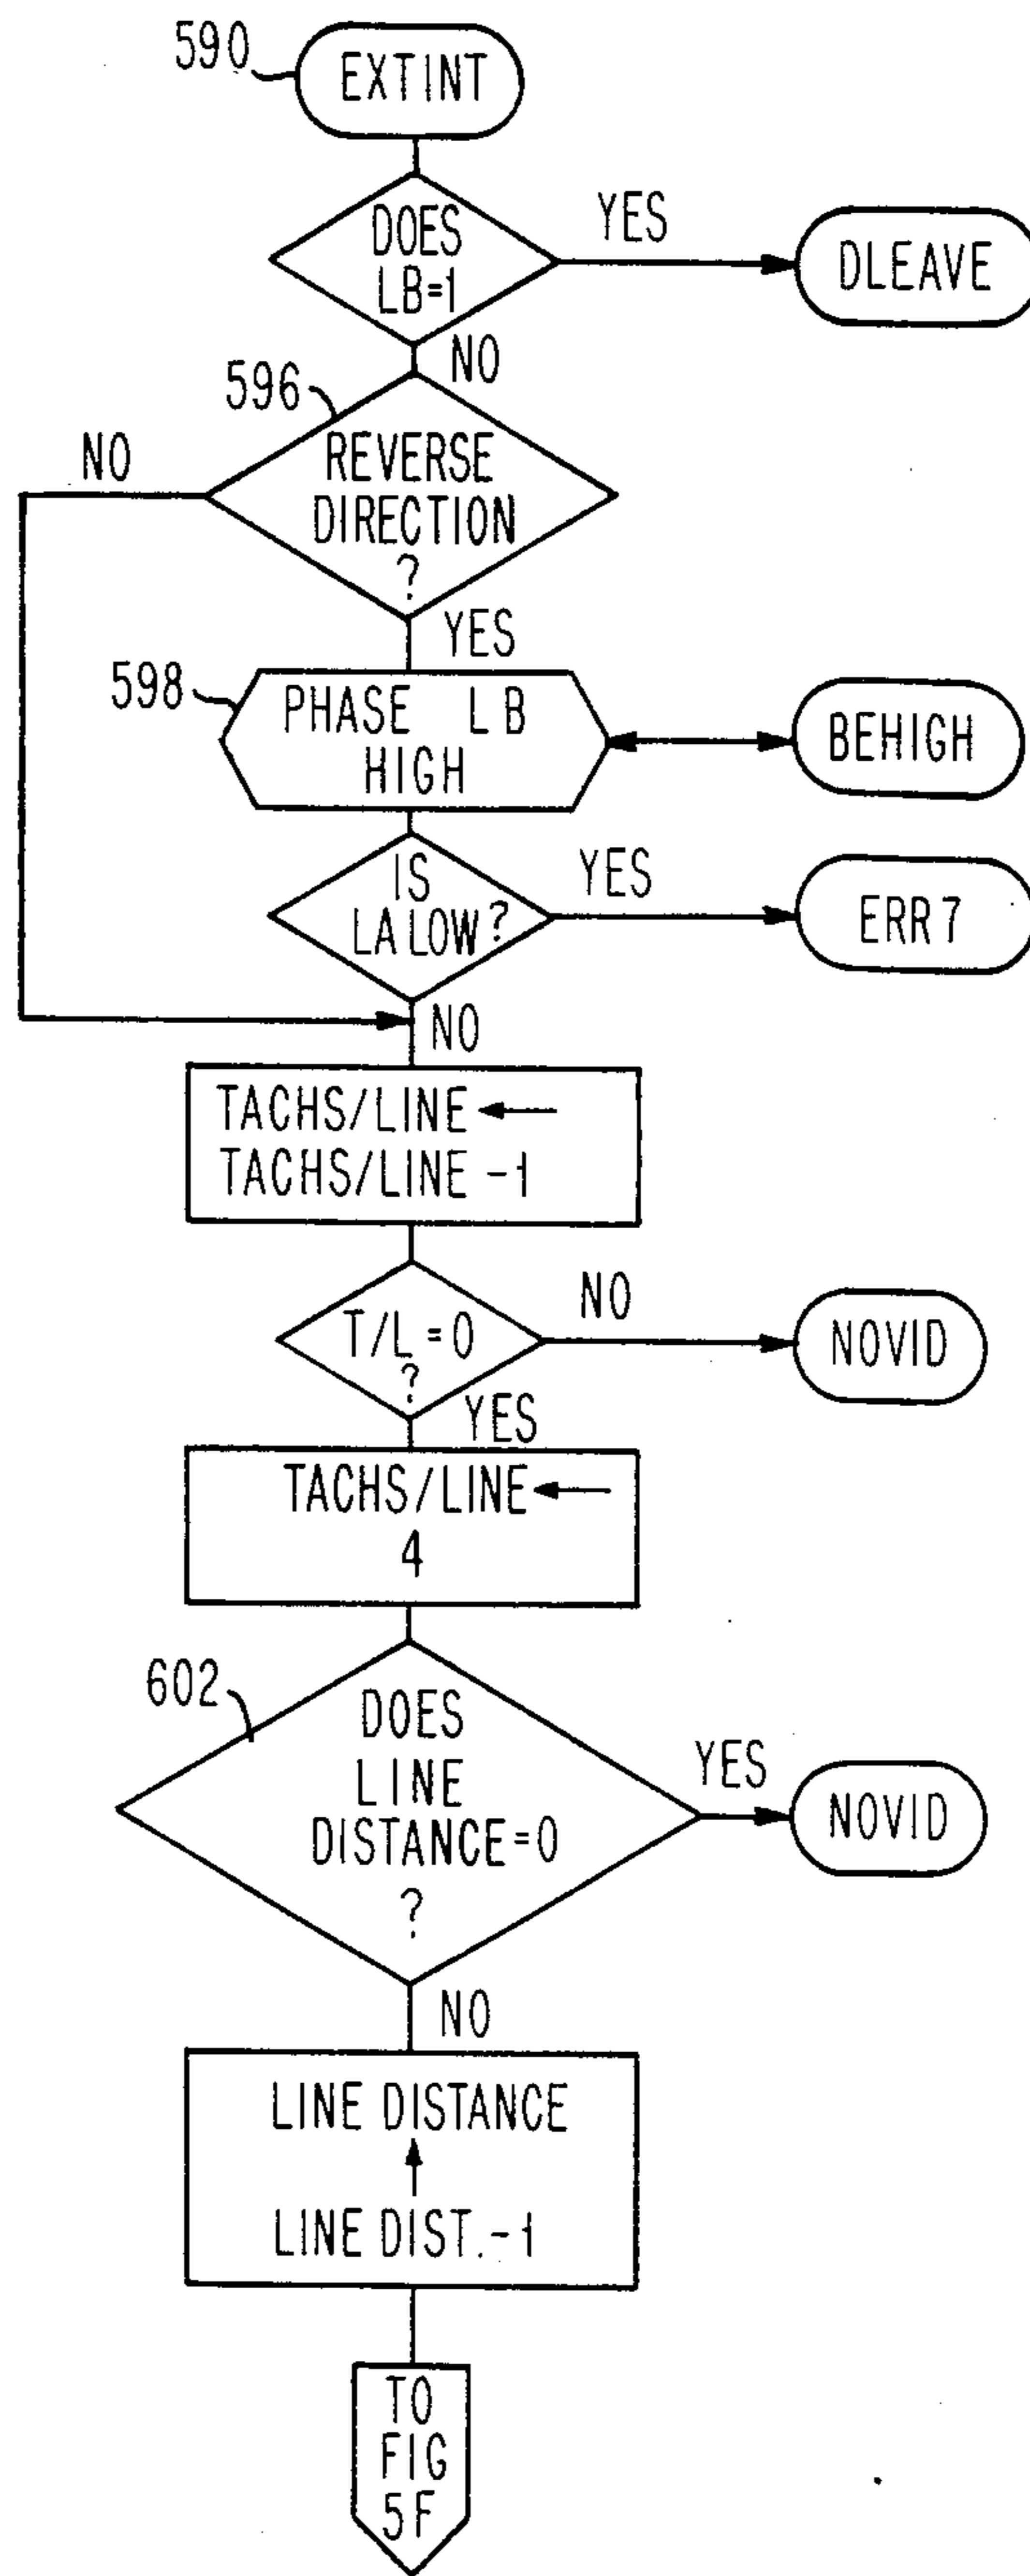 590
EXTINT
DOES
LB=1
YES
DLEAVE
NO
596
NO
REVERSE
DIRECTION
?
YES
598
PHASE LB
HIGH
BEHIGH
IS
LA LOW?
YES
ERR7
NO
TACHS/LINE ←
TACHS/LINE -1
T/L=0
?
NO
NOVID
YES
TACHS/LINE ←
4
602
DOES
LINE
DISTANCE=0
?
YES
NOVID
NO
LINE DISTANCE
↑
LINE DIST.-1
TO
FIG
5F